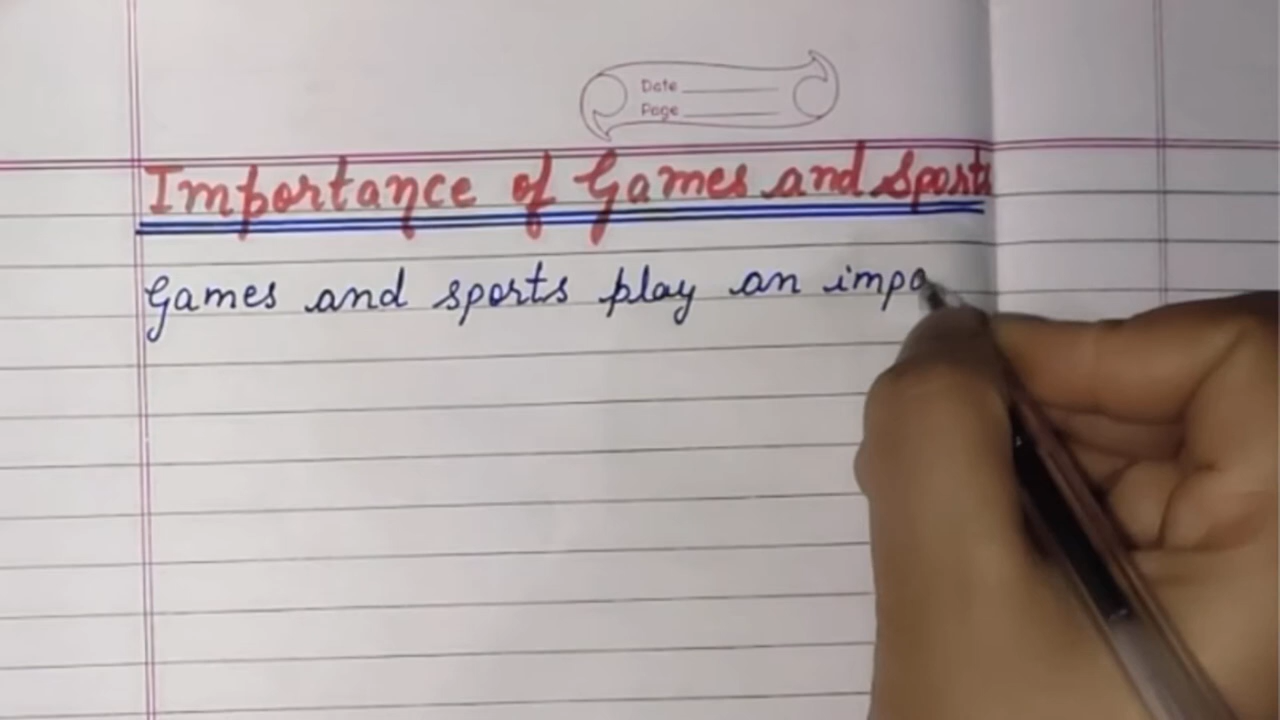 Date
Page
Importance of Games and Sports
Games and sports play an impo